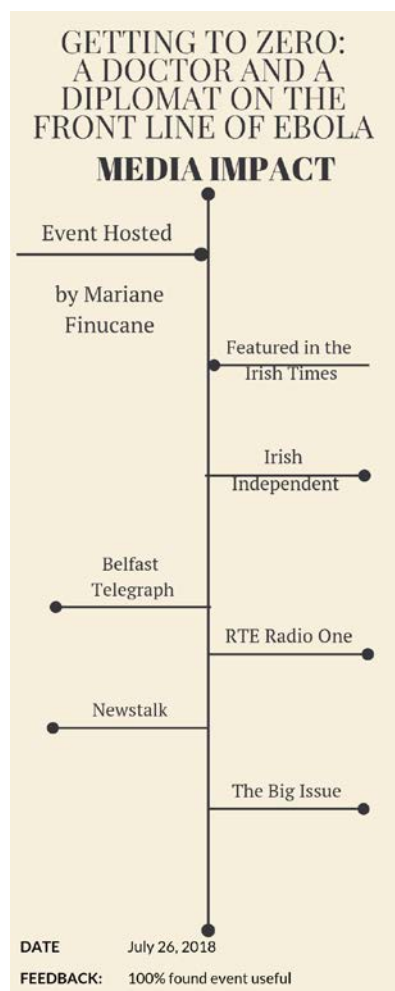 GETTING TO ZERO:
A DOCTOR AND A
DIPLOMAT ON THE
FRONT LINE OF EBOLA
MEDIA IMPACT
Event Hosted
by Mariane
Finucane
Featured in the
Irish Times
Irish
Independent
Belfast
Telegraph
RTE Radio One
Newstalk
The Big Issue
DATE July 26, 2018
FEEDBACK: 100% found event useful